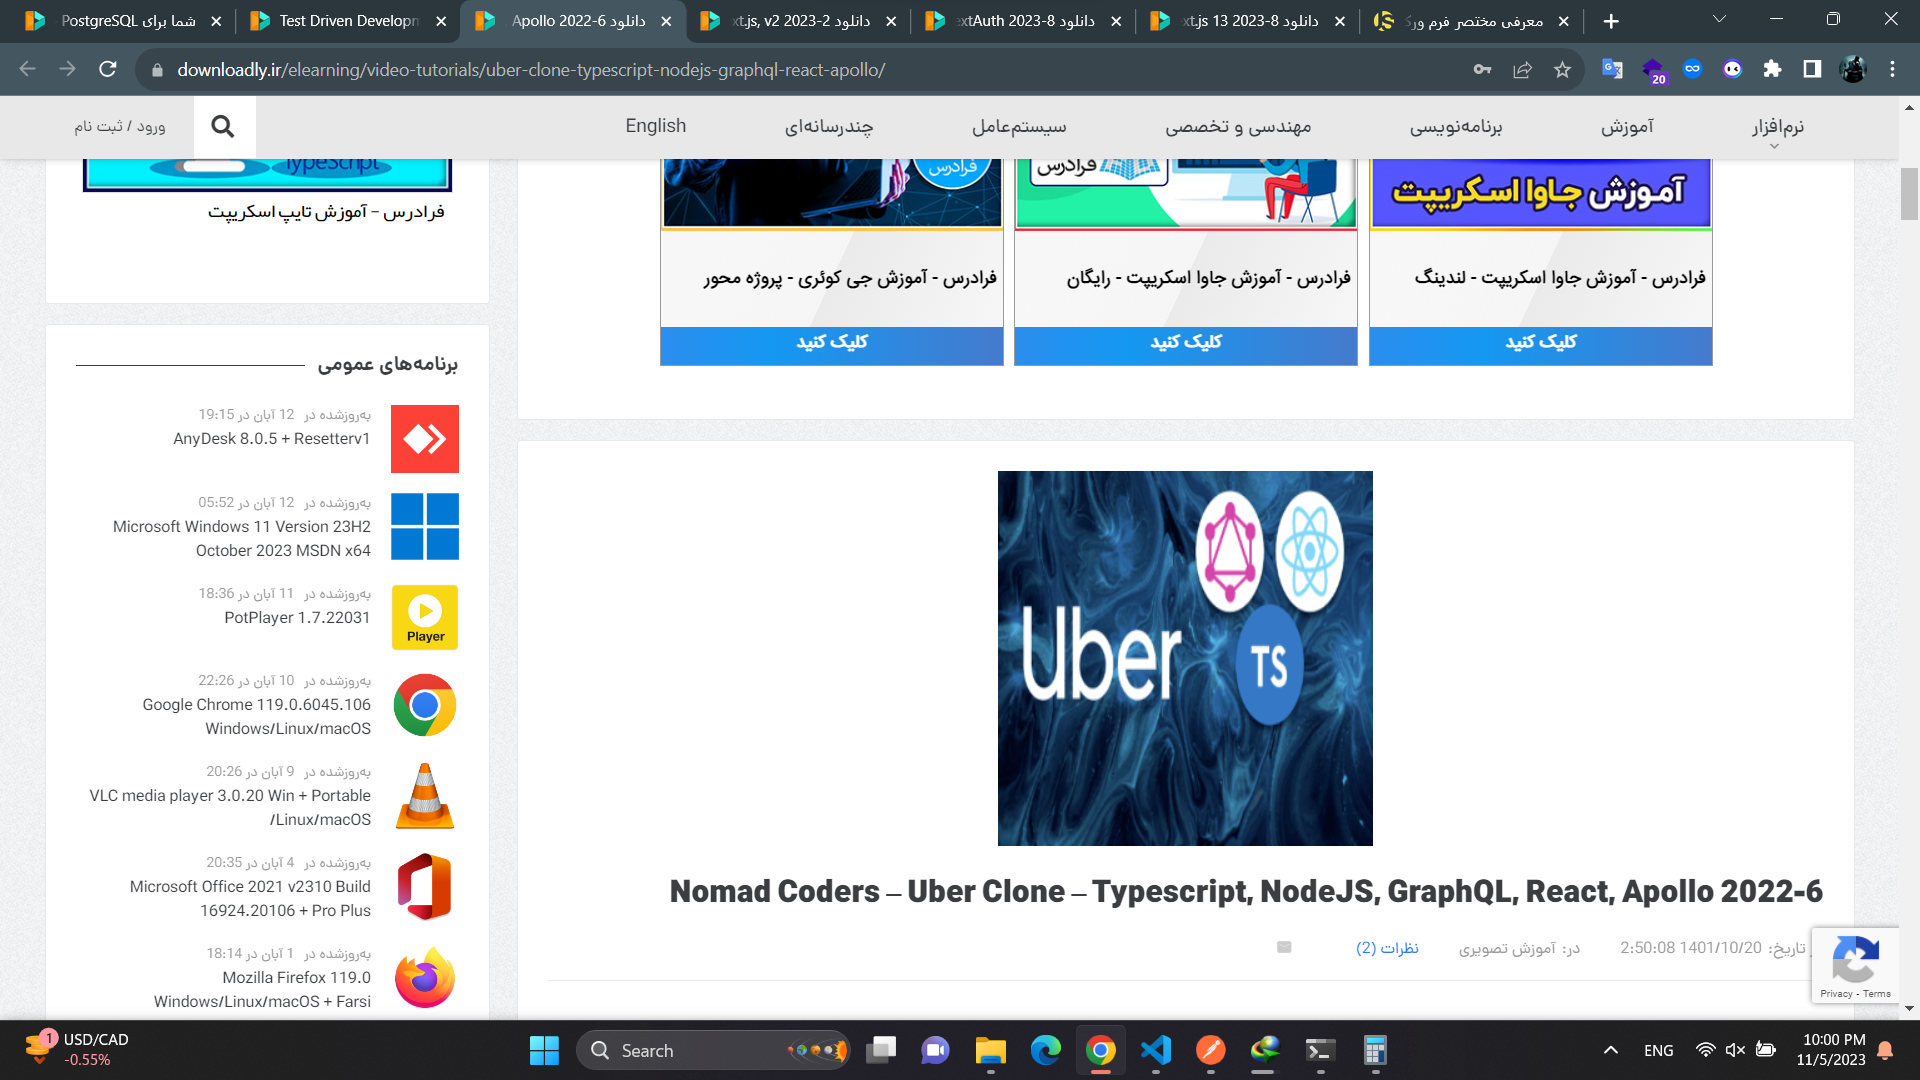 شما برای PostgreSQL
Test Driven Developm
دانلود Apollo 2022-6
دانلود xt.js, v2 2023-2
دانلود extAuth 2023-8
دانلود xt.js 13 2023-8
معرفی مختصر فرم ورک
downloadly.ir/elearning/video-tutorials/uber-clone-typescript-nodejs-graphql-react-apollo/
20
نرم‌افزار
آموزش
برنامه‌نویسی
مهندسی و تخصصی
سیستم‌عامل
چندرسانه‌ای
English
ورود / ثبت نام
TypeScript
فرادرس - آموزش تایپ اسکریپت
آموزش جاوا اسکریپت
فرادرس
فرادرس
فرادرس - آموزش جاوا اسکریپت - لندینگ
کلیک کنید
فرادرس - آموزش جاوا اسکریپت - رایگان
کلیک کنید
فرادرس - آموزش جی کوئری - پروژه محور
کلیک کنید
برنامه‌های عمومی
به‌روزشده در 12 آبان در 19:15
AnyDesk 8.0.5 + Resetterv1
به‌روزشده در 12 آبان در 05:52
Microsoft Windows 11 Version 23H2
October 2023 MSDN x64
به‌روزشده در 11 آبان در 18:36
PotPlayer 1.7.22031
Player
به‌روزشده در 10 آبان در 22:26
Google Chrome 119.0.6045.106
Windows/Linux/macOS
به‌روزشده در 9 آبان در 20:26
VLC media player 3.0.20 Win + Portable
/Linux/macOS
به‌روزشده در 4 آبان در 20:35
Microsoft Office 2021 v2310 Build
16924.20106 + Pro Plus
به‌روزشده در 1 آبان در 18:14
Mozilla Firefox 119.0
Windows/Linux/macOS + Farsi
Uber
TS
Nomad Coders – Uber Clone – Typescript, NodeJS, GraphQL, React, Apollo 2022-6
تاریخ: 1401/10/20 2:50:08
در: آموزش تصویری
نظرات (2)
Privacy - Terms
1
USD/CAD
-0.55%
Search
ENG
10:00 PM
11/5/2023